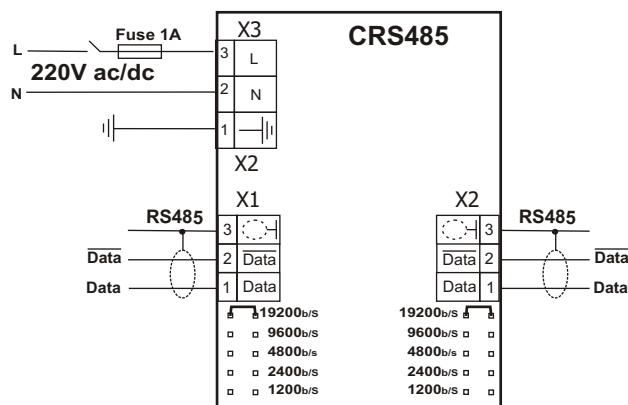 X3
CRS485
Fuse 1A
L
3 L
220V ac/dc
N
2 N
1
X2
X1
X2
RS485
3
3
RS485
Data
2 Data
Data 2
Data
Data
1 Data
Data 1
Data
19200b/S
19200b/S
9600b/S
9600b/S
4800b/s
4800b/s
2400b/S
2400b/S
1200b/S
1200b/S